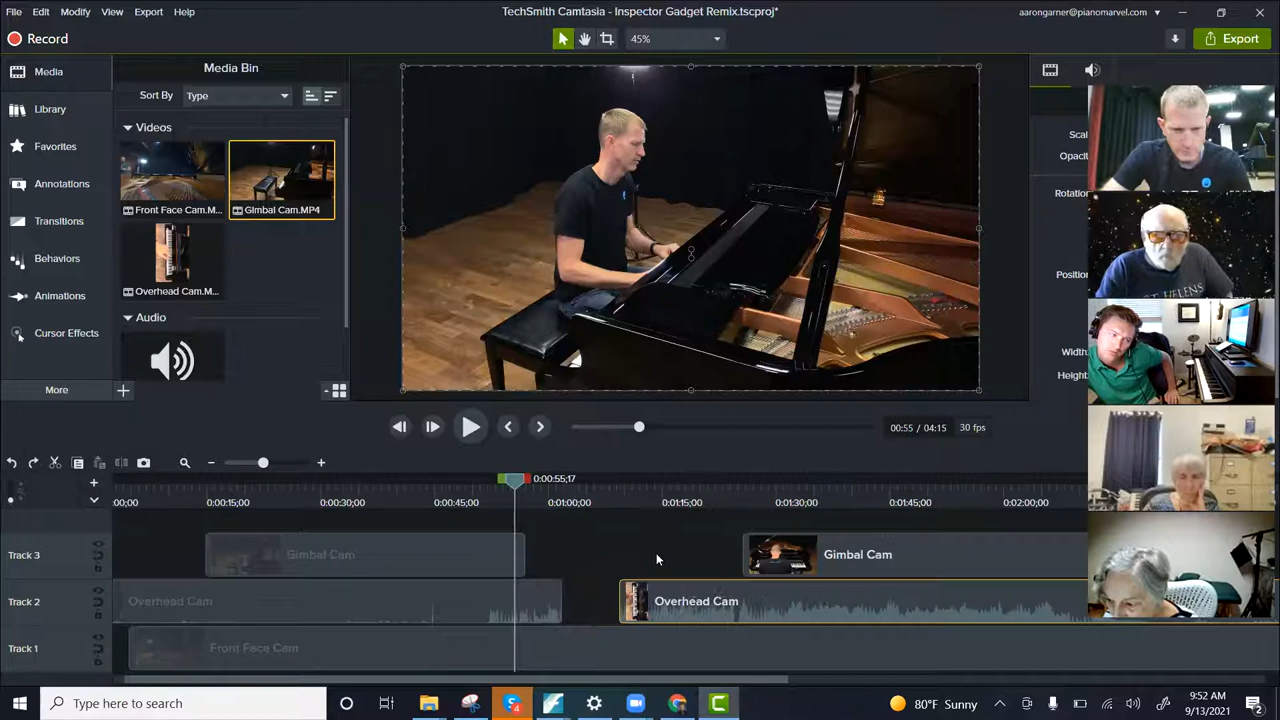 File Edit Modify View Export Help
TechSmith Camtasia - Inspector Gadget Remix.tscproj*
aarongarner@pianomarvel.com
Record
45%
Export
Media
Library
Favorites
Annotations
Transitions
Behaviors
Animations
Cursor Effects
More
Media Bin
Sort By Type
Videos
Front Face Cam.M...
Gimbal Cam.MP4
Overhead Cam.M...
Audio
Scal
Opaci
Rotation
Positio
Width
Height
00:55 / 04:15 30 fps
0:00:55;17
00;00 0:00:15;00 0:00:30;00 0:00:45;00 0:01:00;00 0:01:15;00 0:01:30;00 0:01:45;00 0:02:00;00
Track 3
Gimbal Cam
Gimbal Cam
Track 2
Overhead Cam
Overhead Cam
Track 1
Front Face Cam
Type here to search
4
80°F Sunny
9:52 AM
9/13/2021
2